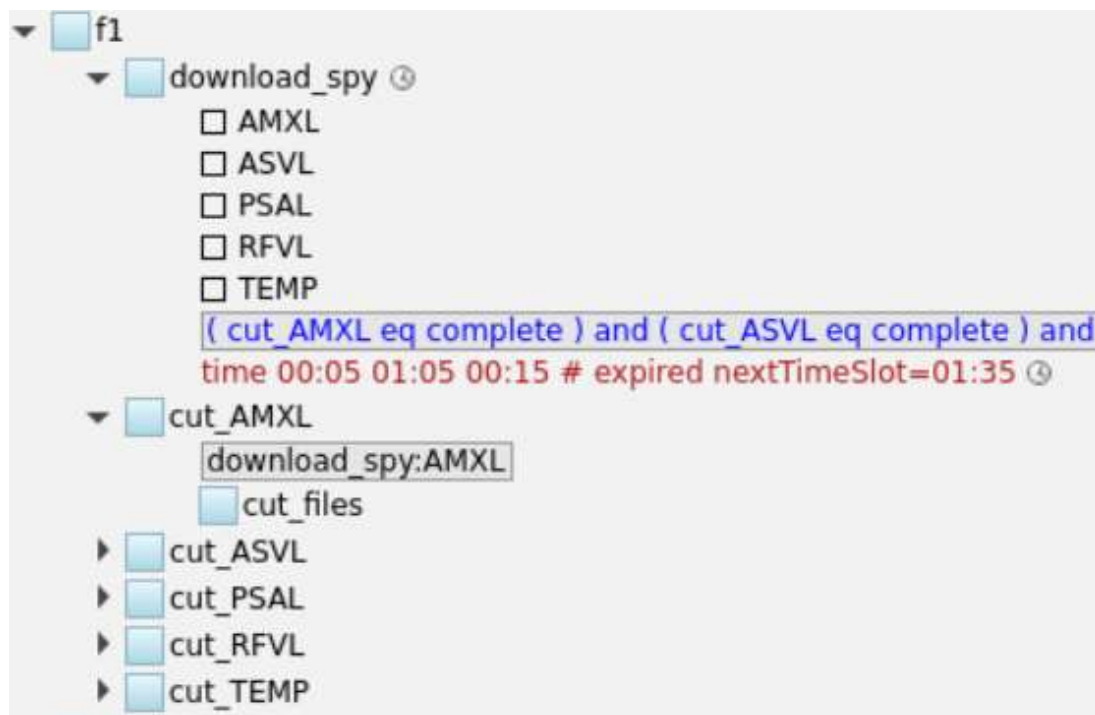 f1
download_spy
AMXL
ASVL
PSAL
RFVL
TEMP
( cut_AMXL eq complete ) and ( cut_ASVL eq complete ) and
time 00:05 01:05 00:15 # expired nextTimeSlot=01:35
cut_AMXL
download_spy:AMXL
cut_files
cut_ASVL
cut_PSAL
cut_RFVL
cut_TEMP